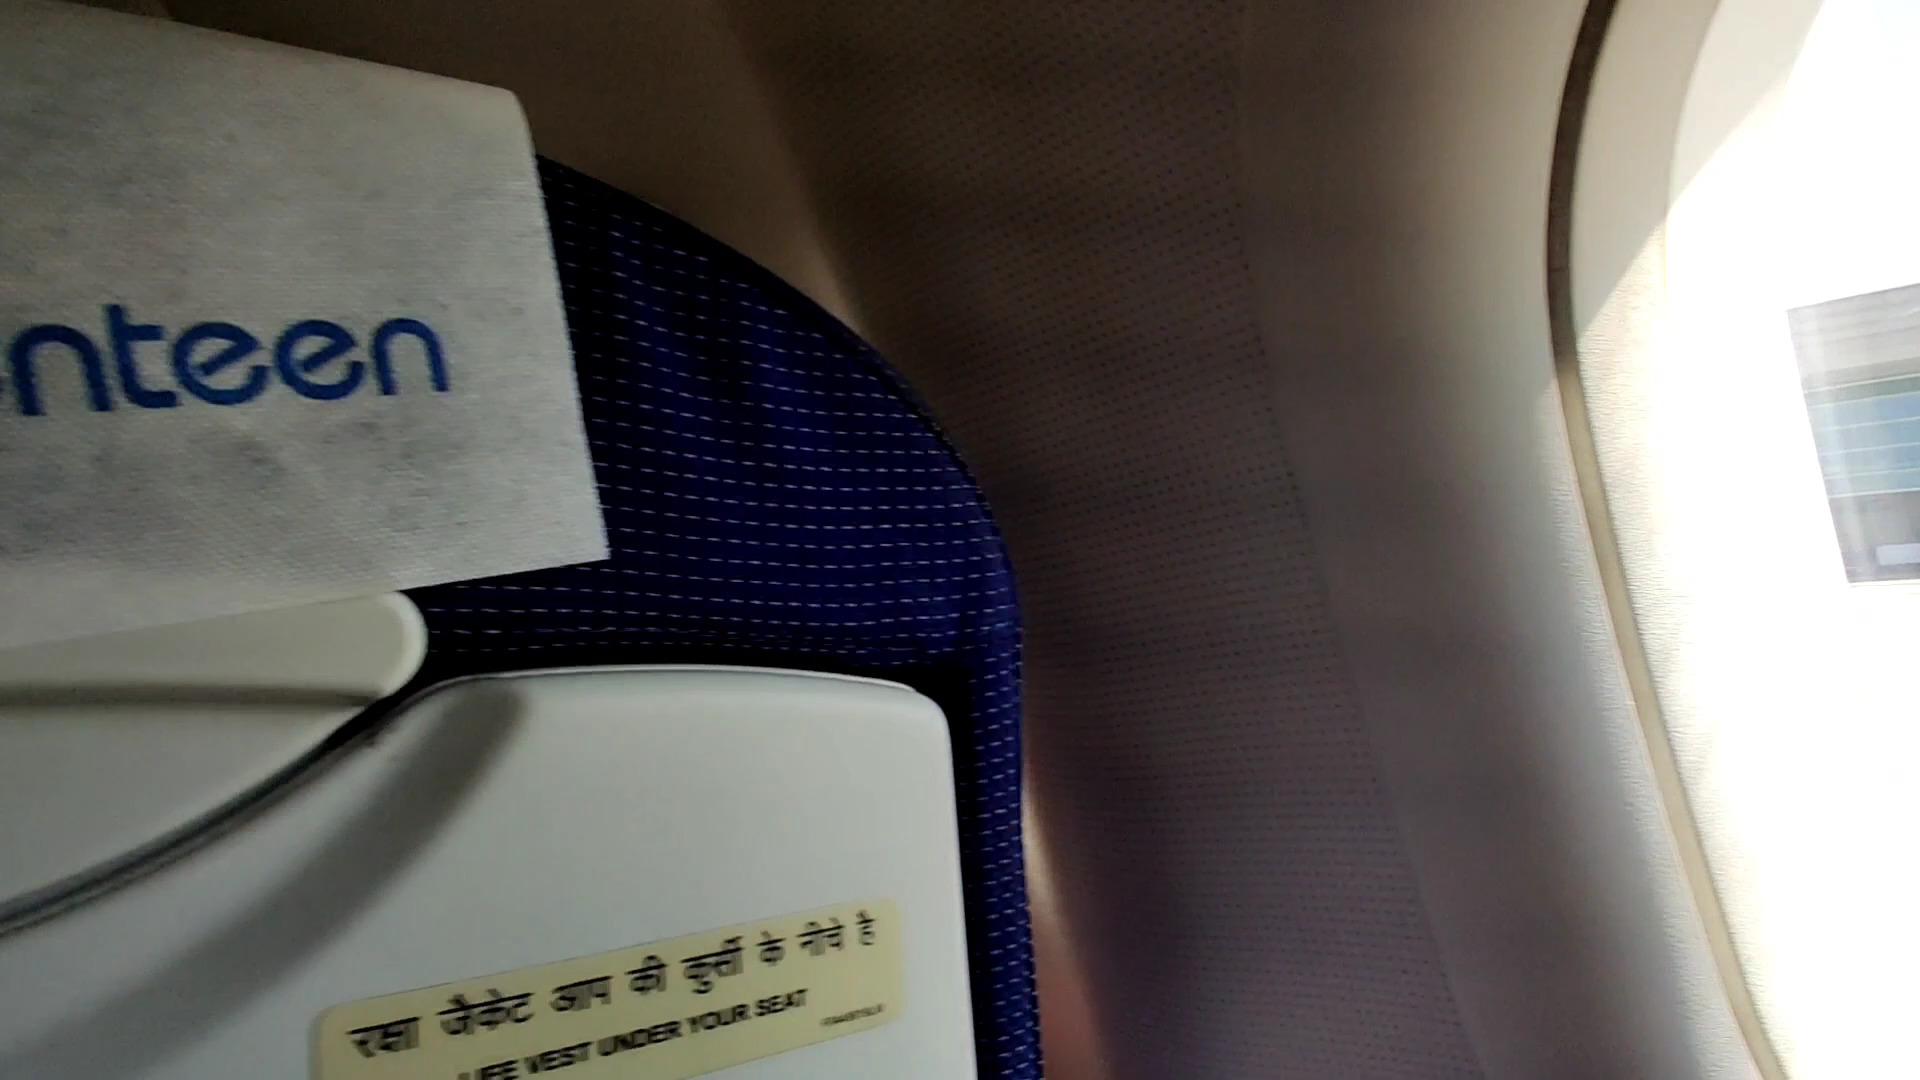 nteen
रक्षा जैकेट आप की कुर्सी के नीचे है
LIFE VEST UNDER YOUR SEAT